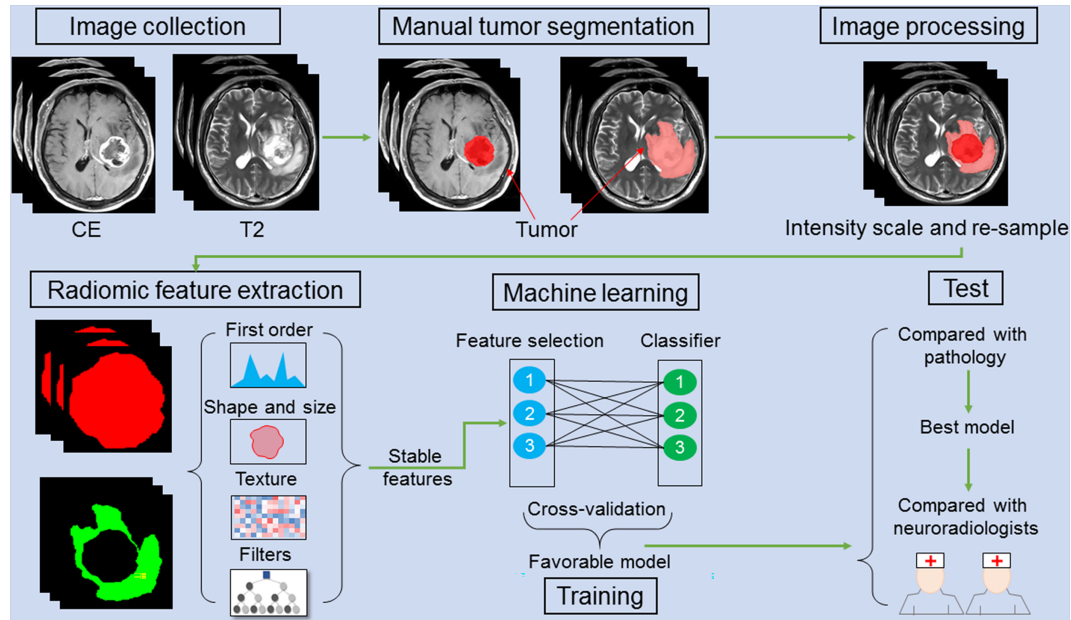 Image collection
Manual tumor segmentation
Image processing
CE
T2
Tumor
Intensity scale and re-sample
Radiomic feature extraction
Machine learning
Test
First order
Shape and size
Texture
Filters
Stable
features
Feature selection
Classifier
1
1
2
2
3
3
Cross-validation
Favorable model
Training
Compared with
pathology
Best model
Compared with
neuroradiologists